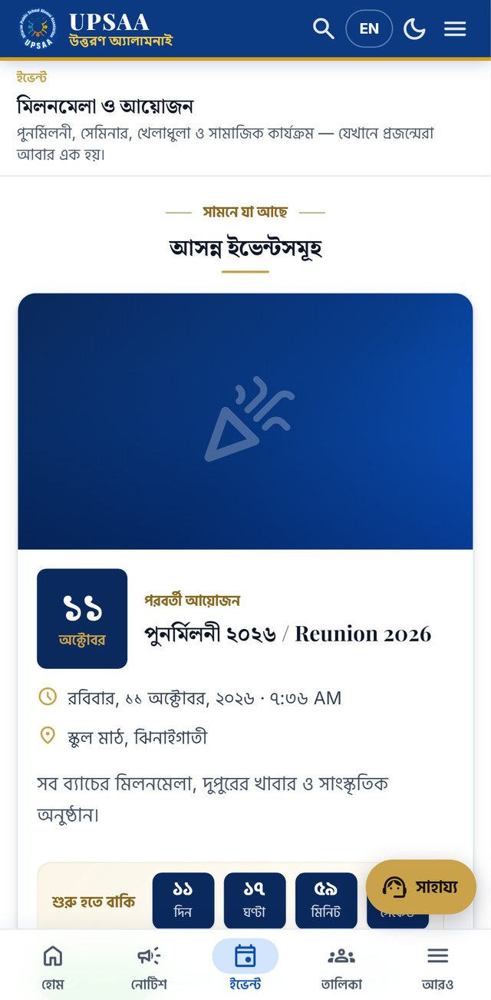 UPSAA
উত্তরণ অ্যালামনাই
EN
ইভেন্ট
মিলনমেলা ও আয়োজন
পুনর্মিলনী, সেমিনার, খেলাধুলা ও সামাজিক কার্যক্রম — যেখানে প্রজন্মেরা
আবার এক হয়।
সামনে যা আছে
আসন্ন ইভেন্টসমূহ
১১
অক্টোবর
পরবর্তী আয়োজন
পুনর্মিলনী ২০২৬ / Reunion 2026
রবিবার, ১১ অক্টোবর, ২০২৬ · ৭:৩৬ AM
স্কুল মাঠ, ঝিনাইগাতী
সব ব্যাচের মিলনমেলা, দুপুরের খাবার ও সাংস্কৃতিক
অনুষ্ঠান।
শুরু হতে বাকি
১১ ১৭ ৫৯
দিন ঘণ্টা মিনিট
সাহায্য
হোম নোটিশ ইভেন্ট তালিকা আরও